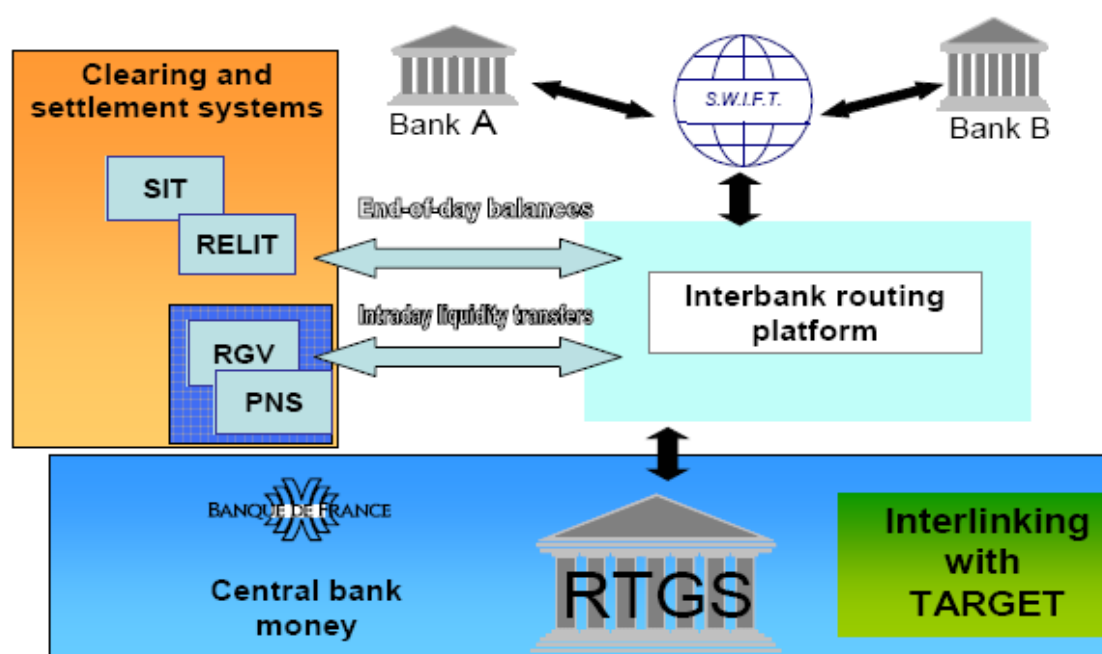 Clearing and
settlement systems
SIT
RELIT
RGV
PNS
Bank A
S.W.I.F.T.
Bank B
End-of-day balances
Intraday liquidity transfers
Interbank routing
platform
BANQUE DE FRANCE
Central bank
money
RTGS
Interlinking
with
TARGET